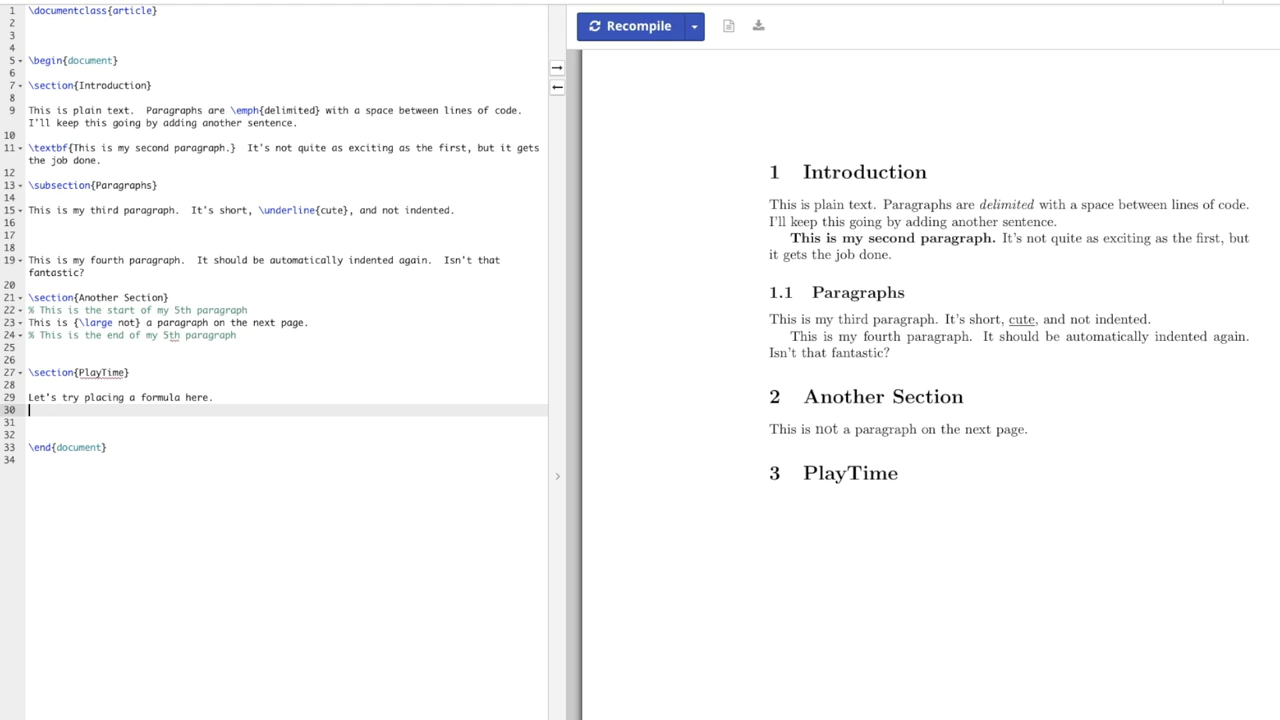 1 \documentclass{article}
2
3
4
5 \begin{document}
6
7 \section{Introduction}
8
9 This is plain text.  Paragraphs are \emph{delimited} with a space between lines of code.
I'll keep this going by adding another sentence.
10
11 \textbf{This is my second paragraph.}  It's not quite as exciting as the first, but it gets
the job done.
12
13 \subsection{Paragraphs}
14
15 This is my third paragraph.  It's short, \underline{cute}, and not indented.
16
17
18
19 This is my fourth paragraph.  It should be automatically indented again.  Isn't that
fantastic?
20
21 \section{Another Section}
22 % This is the start of my 5th paragraph
23 This is {\large not} a paragraph on the next page.
24 % This is the end of my 5th paragraph
25
26
27 \section{PlayTime}
28
29 Let's try placing a formula here.
30
31
32
33 \end{document}
34
Recompile
1 Introduction
This is plain text. Paragraphs are delimited with a space between lines of code.
I'll keep this going by adding another sentence.
This is my second paragraph. It's not quite as exciting as the first, but
it gets the job done.
1.1 Paragraphs
This is my third paragraph. It's short, cute, and not indented.
This is my fourth paragraph. It should be automatically indented again.
Isn't that fantastic?
2 Another Section
This is not a paragraph on the next page.
3 PlayTime